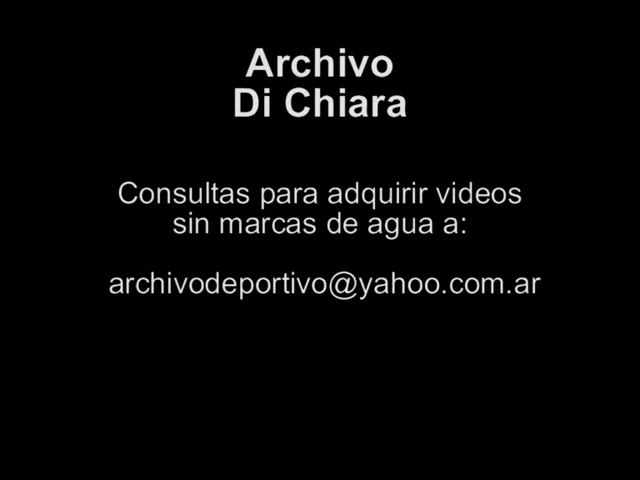 Archivo
Di Chiara
Consultas para adquirir videos
sin marcas de agua a:
archivodeportivo@yahoo.com.ar